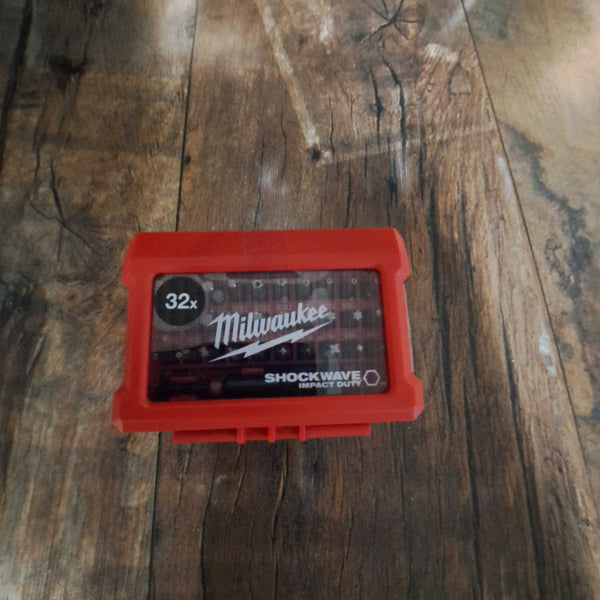 32x
Milwaukee
SHOCKWAVE
IMPACT DUTY